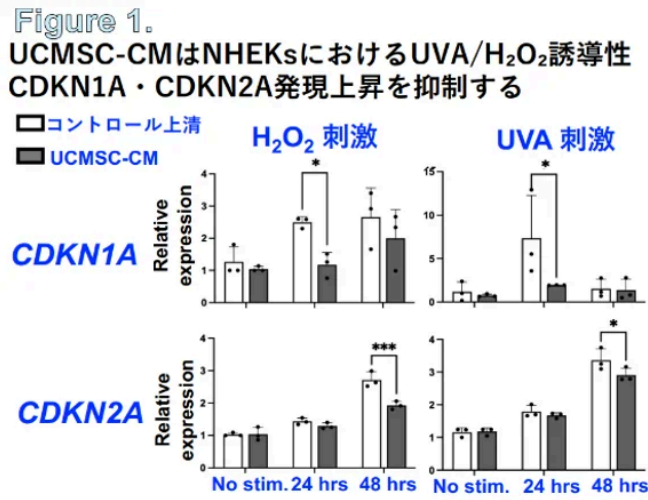 Figure 1.
UCMSC-CMはNHEKsにおけるUVA/H₂O₂誘導性
CDKN1A・CDKN2A発現上昇を抑制する
コントロール上清
UCMSC-CM
H₂O₂ 刺激
UVA 刺激
CDKN1A
Relative
expression
4
3
2
1
0
*
15
10
5
0
*
CDKN2A
Relative
expression
4
3
2
1
0
***
4
3
2
1
0
*
No stim. 24 hrs 48 hrs
No stim. 24 hrs 48 hrs